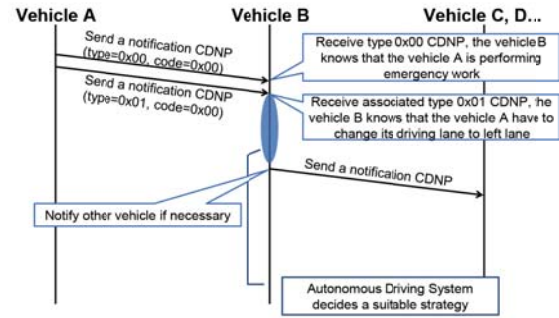 Vehicle A
Vehicle B
Vehicle C, D...
Send a notification CDNP
(type=0x00, code=0x00)
Send a notification CDNP
(type=0x01, code=0x00)
Receive type 0x00 CDNP, the vehicle B
knows that the vehicle A is performing
emergency work
Receive associated type 0x01 CDNP, he
vehicle B knows that the vehicle A have to
change its driving lane to left lane
Send a notification CDNP
Notify other vehicle if necessary
Autonomous Driving System
decides a suitable strategy